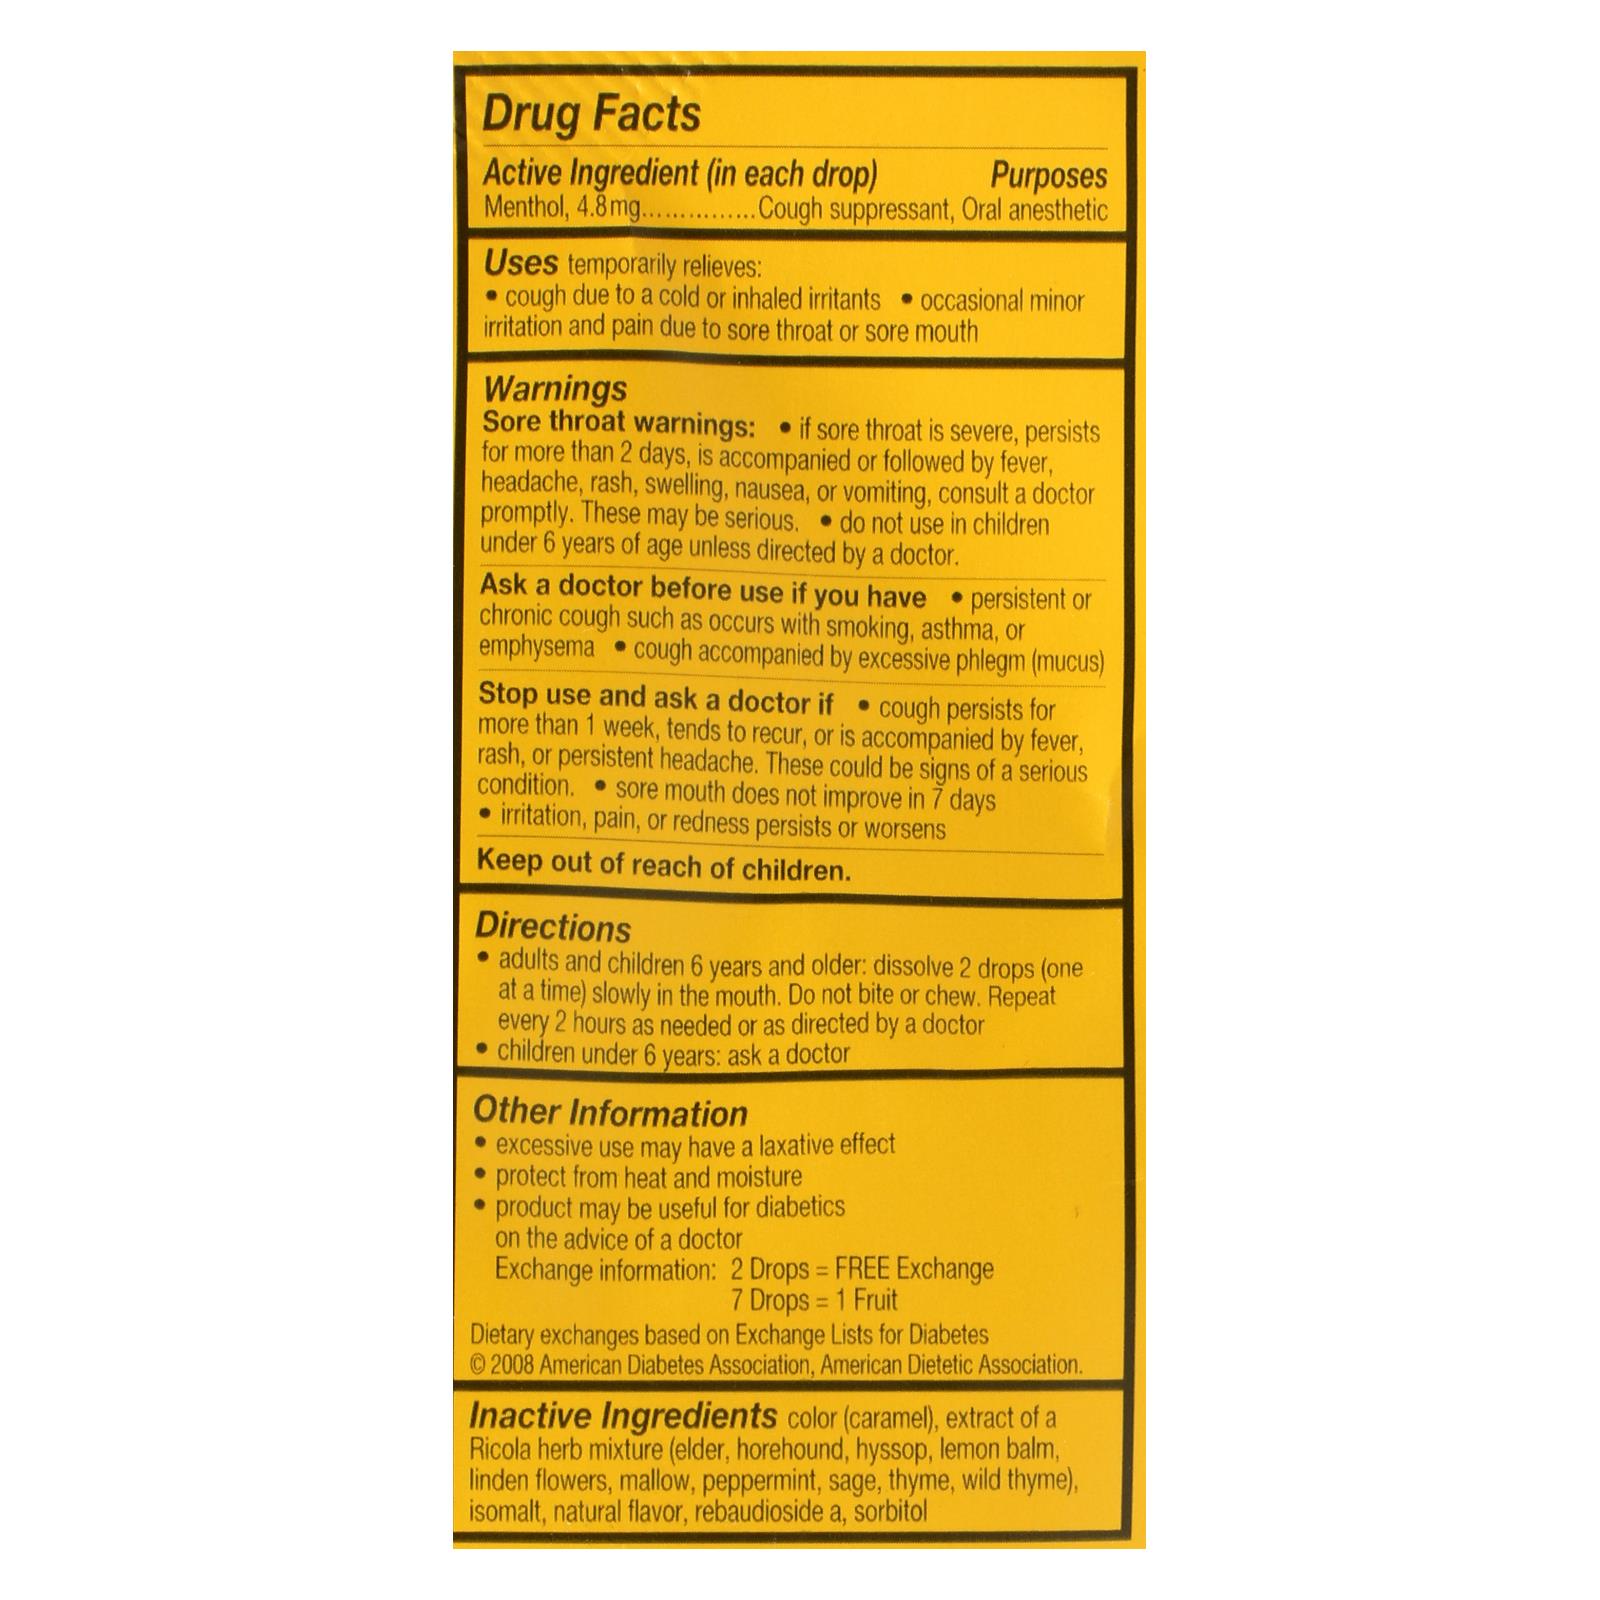 Drug Facts
Active Ingredient (in each drop) Purposes
Menthol, 4.8mg...............Cough suppressant, Oral anesthetic
Uses temporarily relieves:
• cough due to a cold or inhaled irritants • occasional minor
irritation and pain due to sore throat or sore mouth
Warnings
Sore throat warnings: • if sore throat is severe, persists
for more than 2 days, is accompanied or followed by fever,
headache, rash, swelling, nausea, or vomiting, consult a doctor
promptly. These may be serious. • do not use in children
under 6 years of age unless directed by a doctor.
Ask a doctor before use if you have • persistent or
chronic cough such as occurs with smoking, asthma, or
emphysema • cough accompanied by excessive phlegm (mucus)
Stop use and ask a doctor if • cough persists for
more than 1 week, tends to recur, or is accompanied by fever,
rash, or persistent headache. These could be signs of a serious
condition. • sore mouth does not improve in 7 days
• irritation, pain, or redness persists or worsens
Keep out of reach of children.
Directions
• adults and children 6 years and older: dissolve 2 drops (one
at a time) slowly in the mouth. Do not bite or chew. Repeat
every 2 hours as needed or as directed by a doctor
• children under 6 years: ask a doctor
Other Information
• excessive use may have a laxative effect
• protect from heat and moisture
• product may be useful for diabetics
on the advice of a doctor
Exchange information: 2 Drops = FREE Exchange
7 Drops = 1 Fruit
Dietary exchanges based on Exchange Lists for Diabetes
© 2008 American Diabetes Association, American Dietetic Association.
Inactive Ingredients color (caramel), extract of a
Ricola herb mixture (elder, horehound, hyssop, lemon balm,
linden flowers, mallow, peppermint, sage, thyme, wild thyme),
isomalt, natural flavor, rebaudioside a, sorbitol